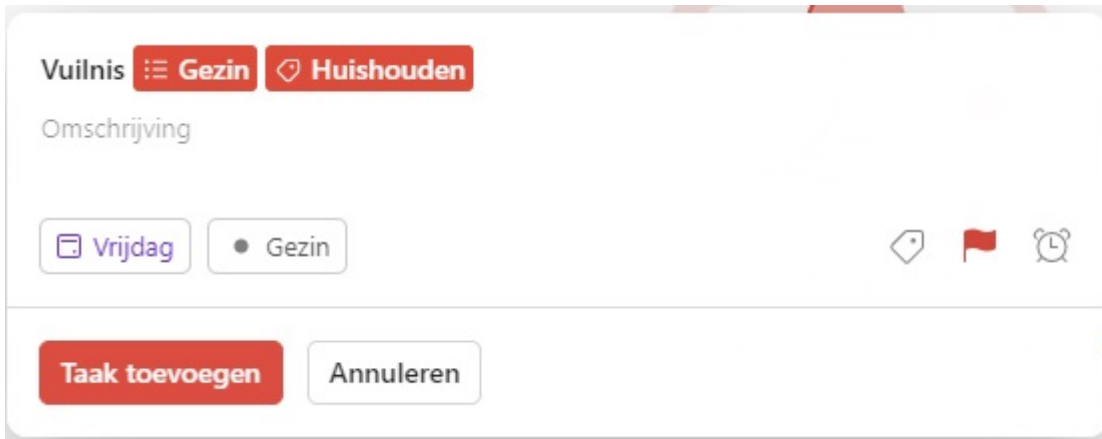 Vuilnis Gezin Huishouden
Omschrijving
Vrijdag Gezin
Taak toevoegen Annuleren